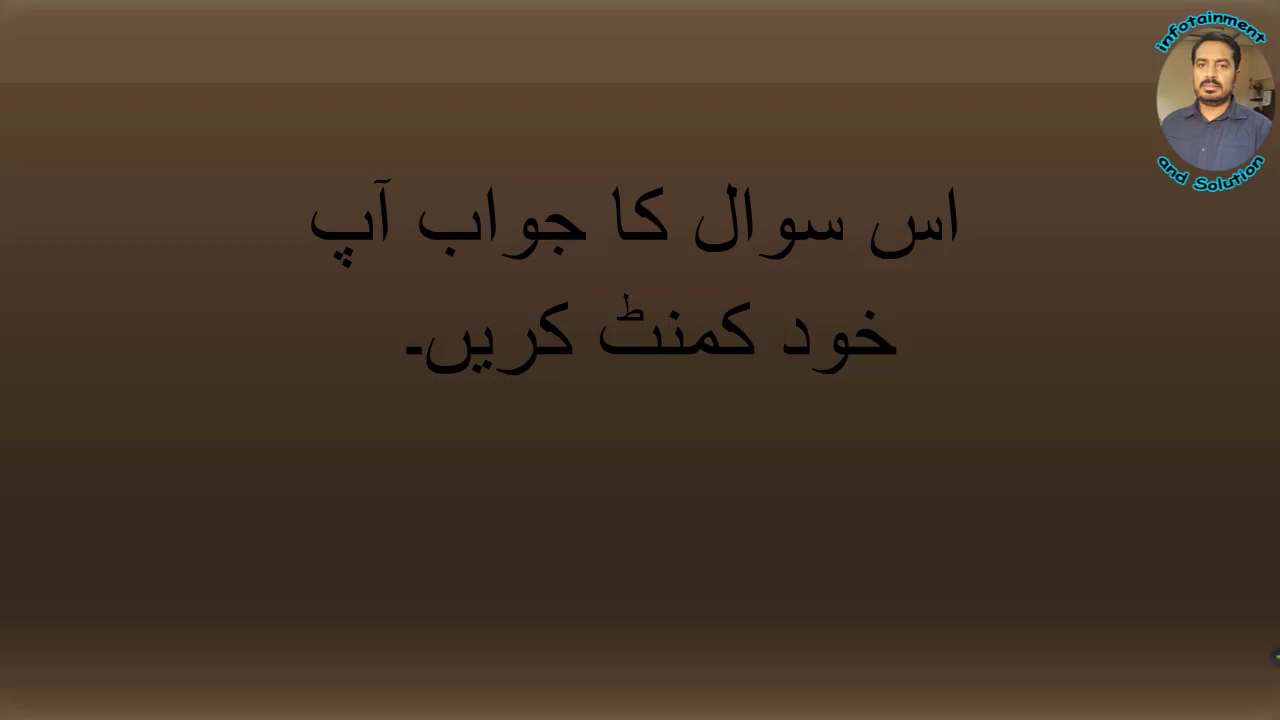 infotainment
and Solution
اس سوال کا جواب آپ
خود کمنٹ کریں۔